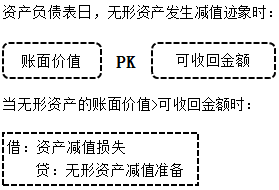 资产负债表日，无形资产发生减值迹象时：
账面价值 PK 可收回金额
当无形资产的账面价值>可收回金额时：
借：资产减值损失
贷：无形资产减值准备